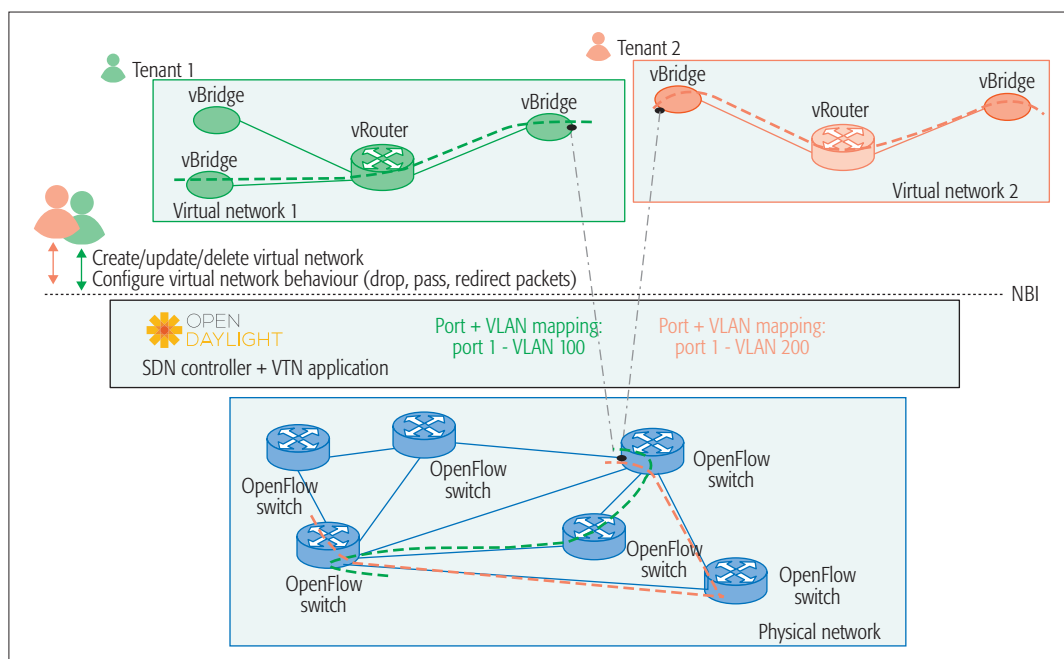 Tenant 1
Tenant 2
vBridge
vBridge
vBridge
vBridge
vRouter
vRouter
vBridge
Virtual network 1
Virtual network 2
Create/update/delete virtual network
Configure virtual network behaviour (drop, pass, redirect packets)
NBI
OPEN
DAYLIGHT
SDN controller + VTN application
Port + VLAN mapping:
port 1 - VLAN 100
Port + VLAN mapping:
port 1 - VLAN 200
OpenFlow
switch
OpenFlow
switch
OpenFlow
switch
OpenFlow
switch
OpenFlow
switch
OpenFlow
switch
Physical network